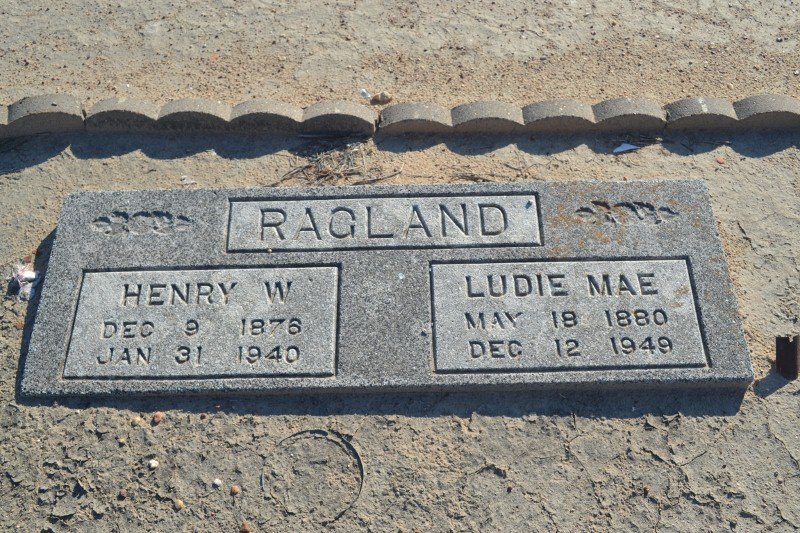 RAGLAND
HENRY W
DEC 9 1876
JAN 31 1940
LUDIE MAE
MAY 18 1880
DEC 12 1949